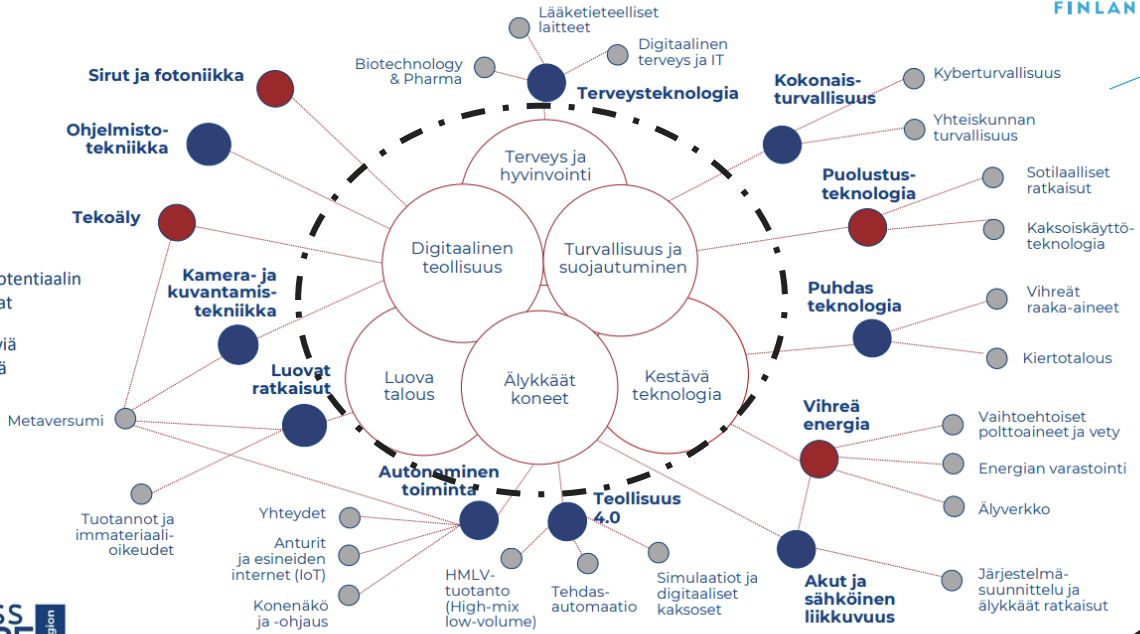 FINLAN
Lääketieteelliset
laitteet
Digitaalinen
terveys ja IT
Biotechnology
& Pharma
Terveysteknologia
Sirut ja fotoniikka
Ohjelmisto-
tekniikka
Tekoäly
Kamera- ja
kuvantamis-
tekniikka
Luovat
ratkaisut
Metaversumi
Tuotannot ja
immateriaali-
oikeudet
otentiaalin
at
viä
ä
Terveys ja
hyvinvointi
Digitaalinen
teollisuus
Turvallisuus ja
suojautuminen
Luova
talous
Älykkäät
koneet
Kestävä
teknologia
Kokonais-
turvallisuus
Kyberturvallisuus
Yhteiskunnan
turvallisuus
Puolustus-
teknologia
Sotilaalliset
ratkaisut
Kaksoiskäyttö-
teknologia
Puhdas
teknologia
Vihreät
raaka-aineet
Kiertotalous
Vihreä
energia
Vaihtoehtoiset
polttoaineet ja vety
Energian varastointi
Älyverkko
Akut ja
sähköinen
liikkuvuus
Järjestelmä-
suunnittelu ja
älykkäät ratkaisut
Autonominen
toiminta
Yhteydet
Anturit
ja esineiden
internet (IoT)
Konenäkö
ja -ohjaus
Teollisuus
4.0
HMLV-
tuotanto
(High-mix
low-volume)
Tehdas-
automaatio
Simulaatiot ja
digitaaliset
kaksoset
SS
egion